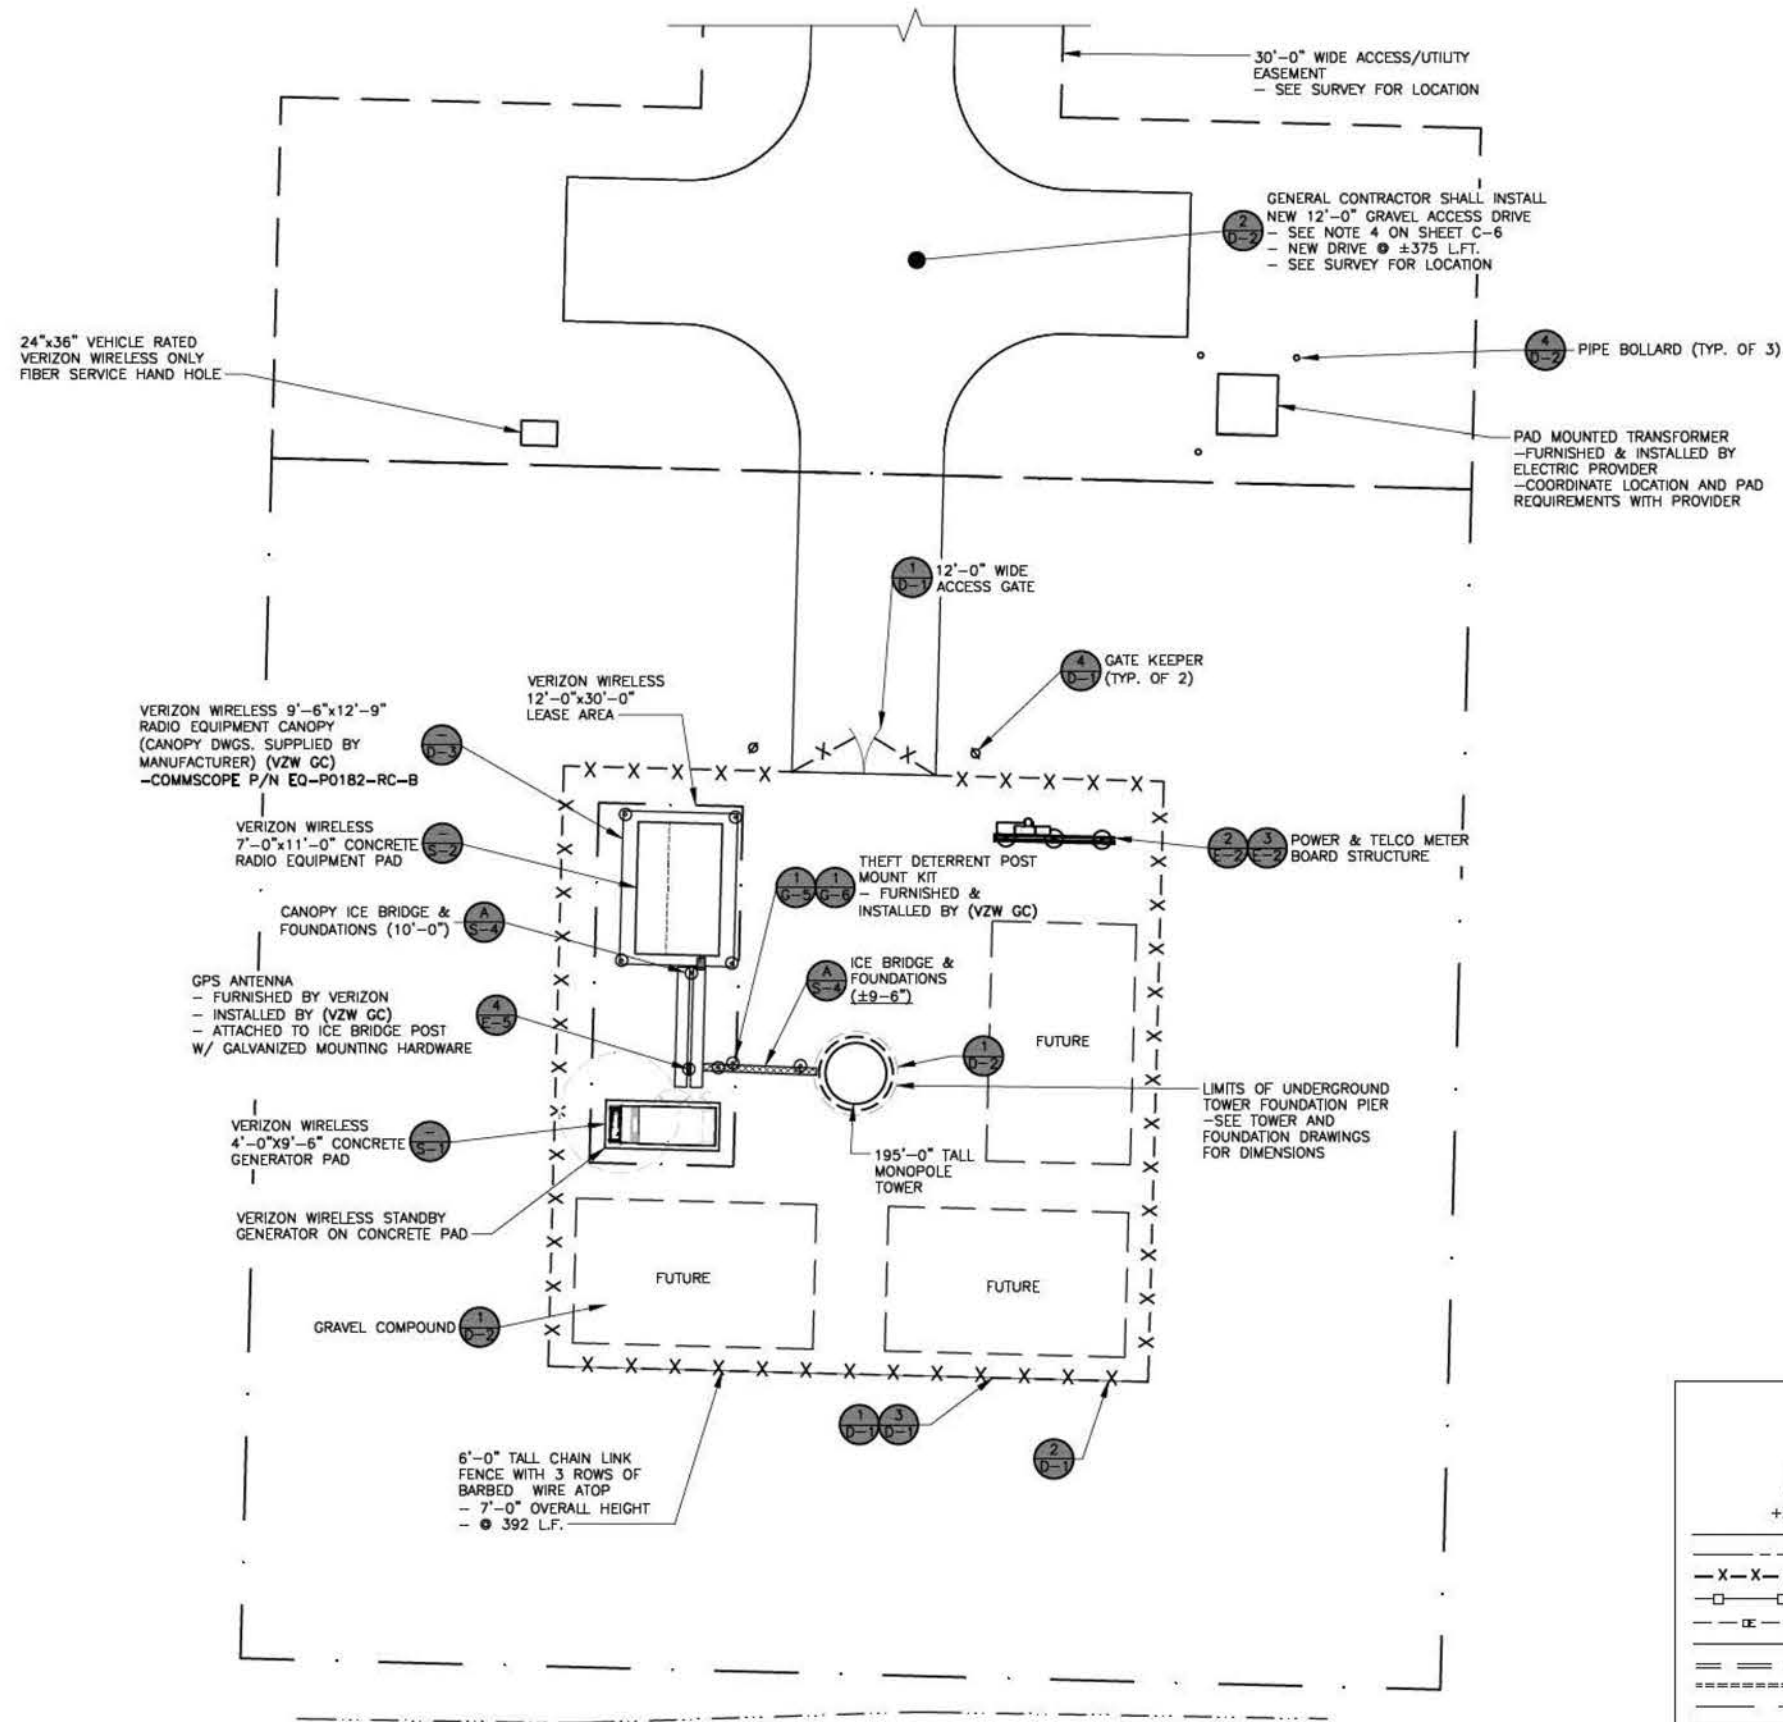 30'-0" WIDE ACCESS/UTILITY
EASEMENT
- SEE SURVEY FOR LOCATION
2
D-2
GENERAL CONTRACTOR SHALL INSTALL
NEW 12'-0" GRAVEL ACCESS DRIVE
- SEE NOTE 4 ON SHEET C-6
- NEW DRIVE @ ±375 L.FT.
- SEE SURVEY FOR LOCATION
24"x36" VEHICLE RATED
VERIZON WIRELESS ONLY
FIBER SERVICE HAND HOLE
4
D-2
PIPE BOLLARD (TYP. OF 3)
PAD MOUNTED TRANSFORMER
-FURNISHED & INSTALLED BY
ELECTRIC PROVIDER
-COORDINATE LOCATION AND PAD
REQUIREMENTS WITH PROVIDER
1
D-1
12'-0" WIDE
ACCESS GATE
4
D-1
GATE KEEPER
(TYP. OF 2)
VERIZON WIRELESS
12'-0"x30'-0"
LEASE AREA
VERIZON WIRELESS 9'-6"x12'-9"
RADIO EQUIPMENT CANOPY
(CANOPY DWGS. SUPPLIED BY
MANUFACTURER) (VZW GC)
-COMMSCOPE P/N EQ-P0182-RC-B
-
D-3
VERIZON WIRELESS
7'-0"x11'-0" CONCRETE
RADIO EQUIPMENT PAD
-
S-2
2
E-2
3
E-2
POWER & TELCO METER
BOARD STRUCTURE
1
G-5
1
G-6
THEFT DETERRENT POST
MOUNT KIT
- FURNISHED &
INSTALLED BY (VZW GC)
CANOPY ICE BRIDGE &
FOUNDATIONS (10'-0")
A
S-4
A
S-4
ICE BRIDGE &
FOUNDATIONS
(±9-6")
GPS ANTENNA
- FURNISHED BY VERIZON
- INSTALLED BY (VZW GC)
- ATTACHED TO ICE BRIDGE POST
W/ GALVANIZED MOUNTING HARDWARE
4
E-5
FUTURE
1
D-2
LIMITS OF UNDERGROUND
TOWER FOUNDATION PIER
-SEE TOWER AND
FOUNDATION DRAWINGS
FOR DIMENSIONS
VERIZON WIRELESS
4'-0"X9'-6" CONCRETE
GENERATOR PAD
-
S-1
195'-0" TALL
MONOPOLE
TOWER
VERIZON WIRELESS STANDBY
GENERATOR ON CONCRETE PAD
FUTURE
FUTURE
GRAVEL COMPOUND
1
D-2
1
D-1
3
D-1
2
D-1
6'-0" TALL CHAIN LINK
FENCE WITH 3 ROWS OF
BARBED WIRE ATOP
- 7'-0" OVERALL HEIGHT
- @ 392 L.F.